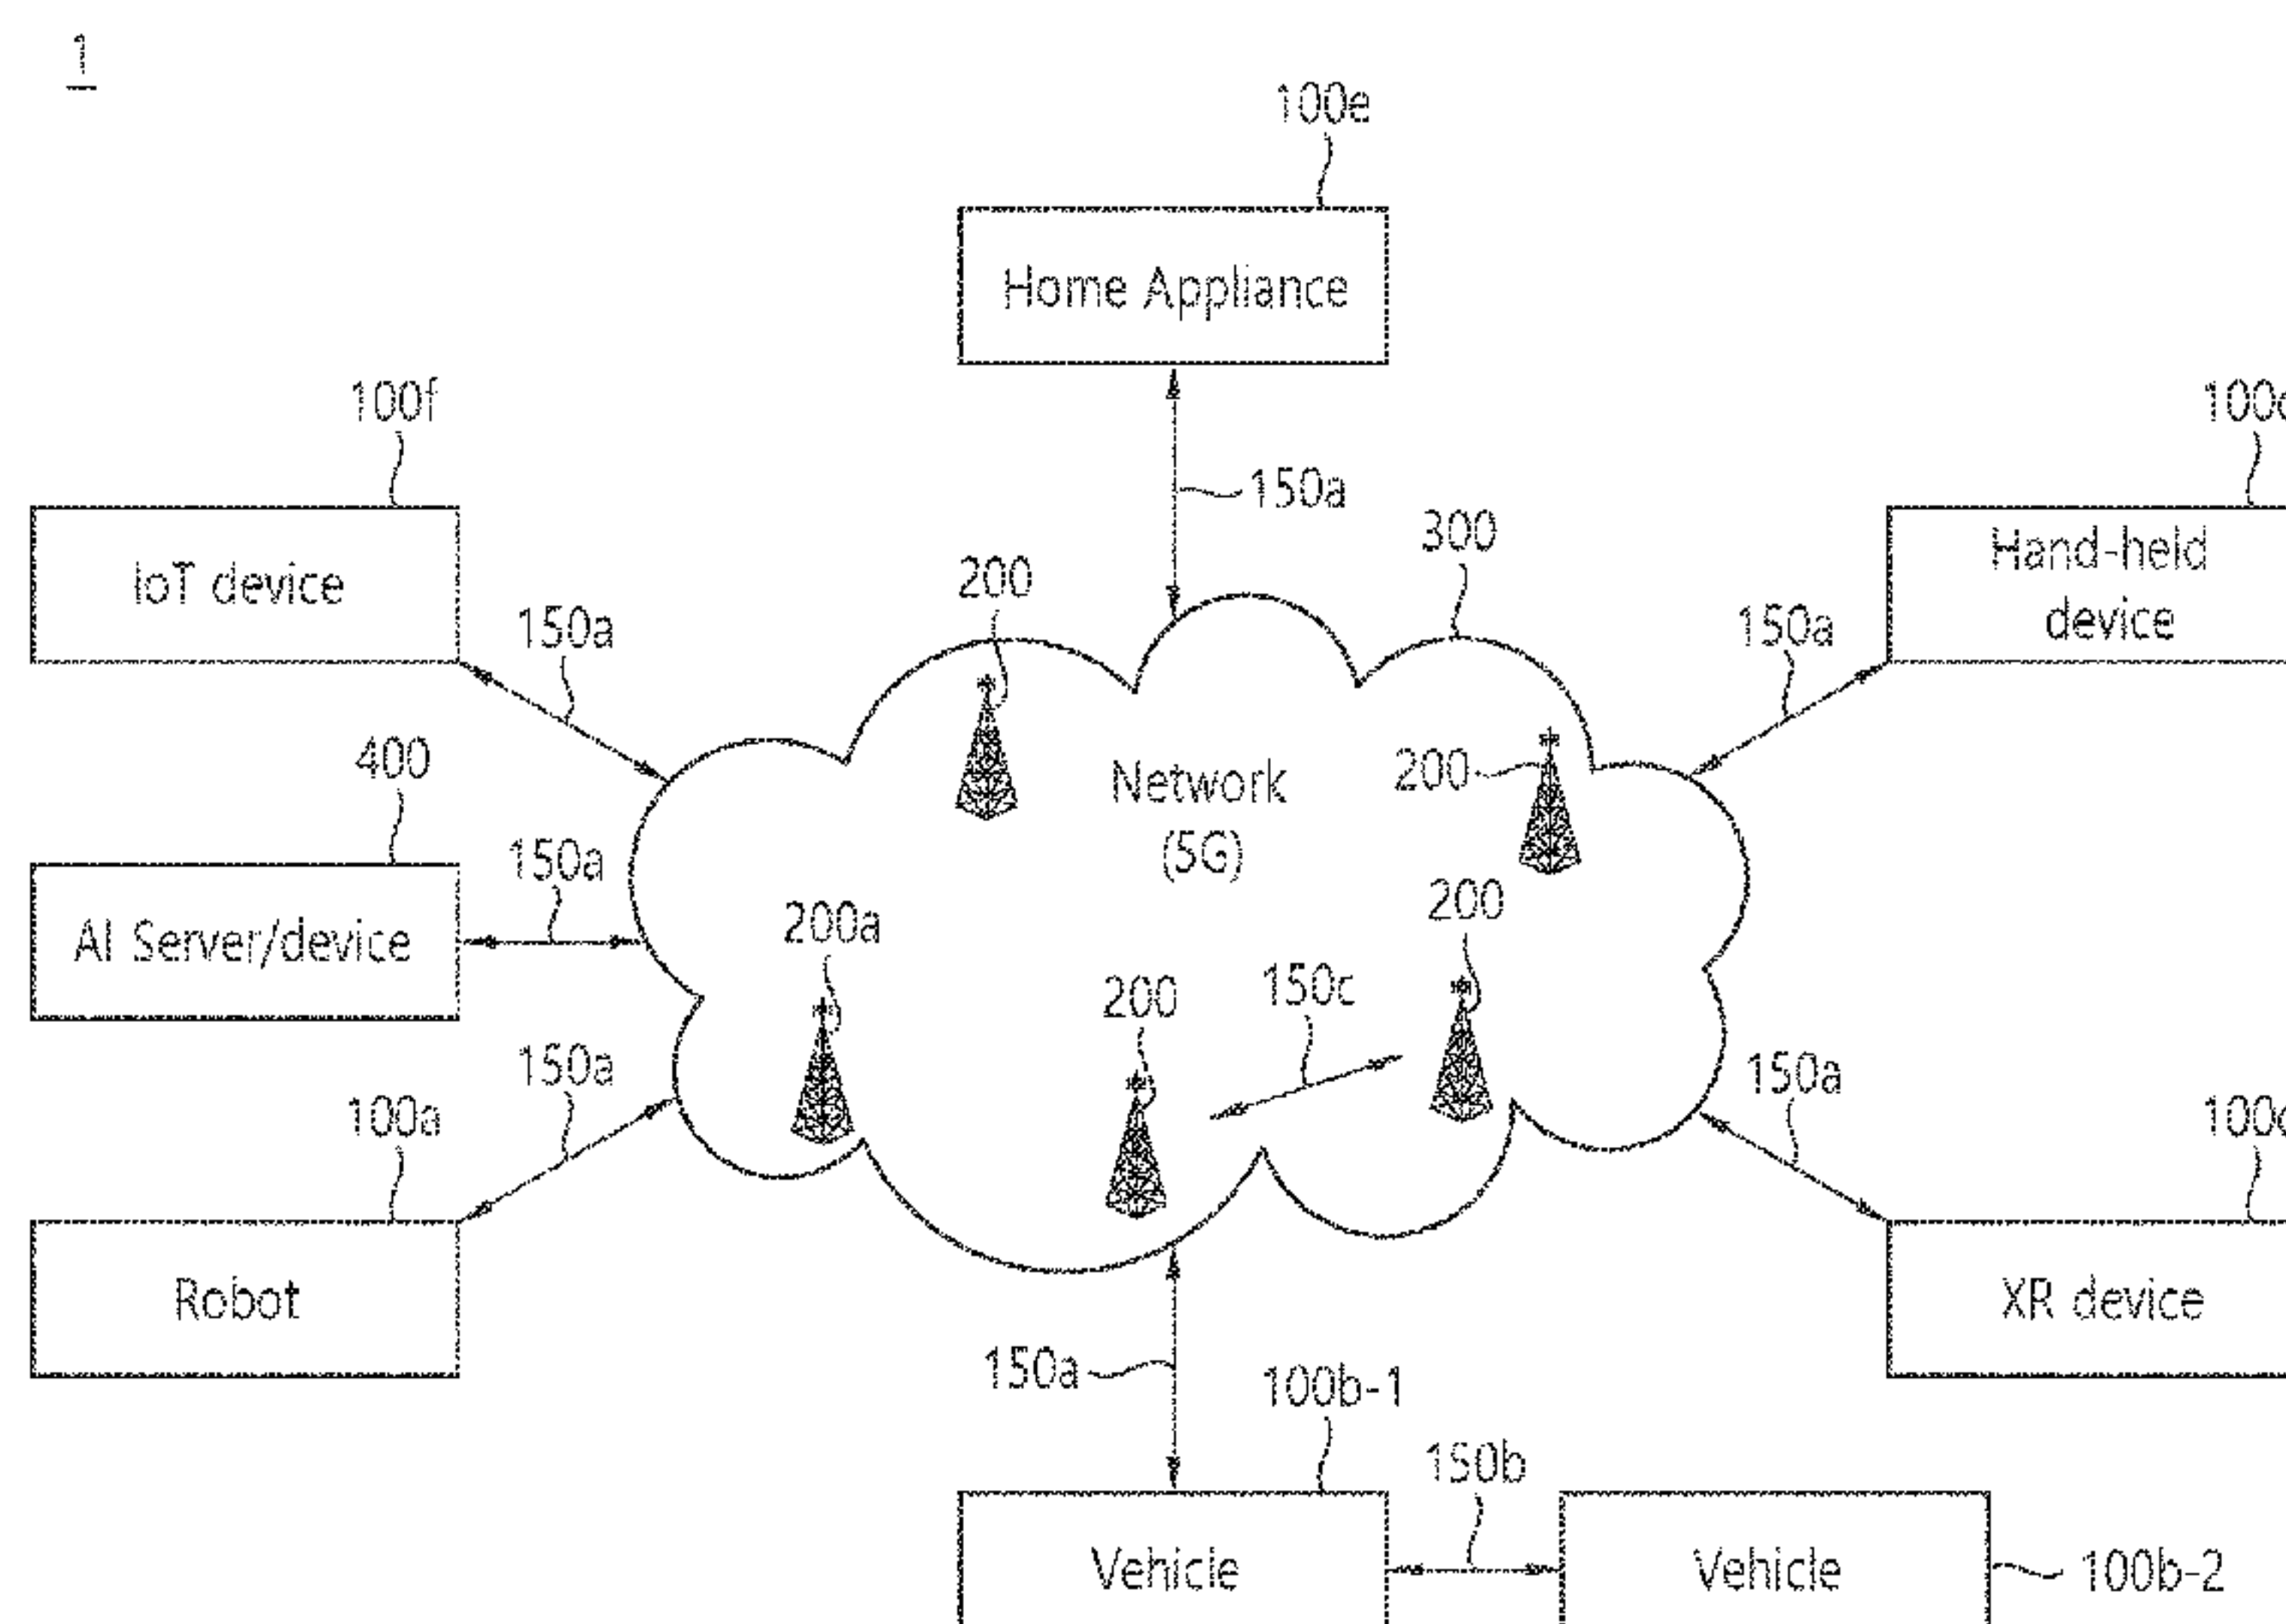 1
100e
Home Appliance
100f
150a
300
IoT device
Hand-held
device
200
150a
150a
400
Network
(5G)
200
AI Server/device
150a
200a
200
200
150c
100a
150a
150a
Robot
XR device
150a
100b-1
150b
Vehicle
Vehicle
100b-2